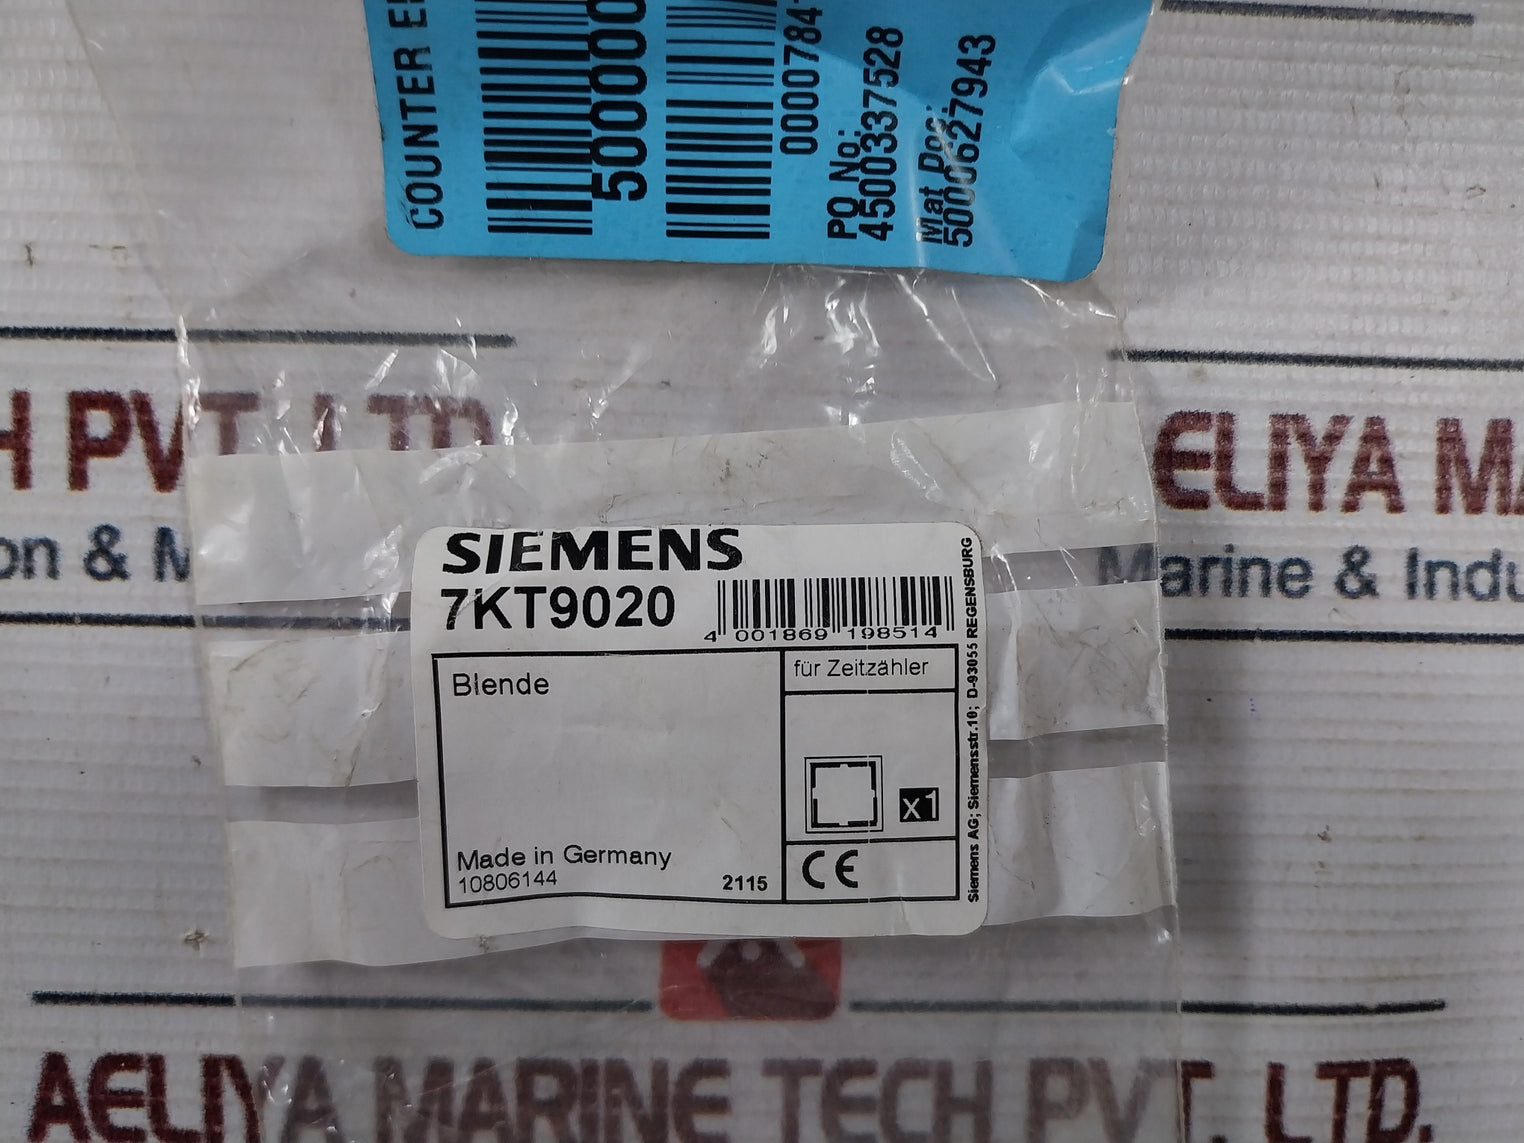 COUNTER
500000
0000784
PO No:
4500337528
Mat Doc:
5000627943
H PVT. LTD
on & M
ELIYA MA
Marine & Indu
SIEMENS
7KT9020
4 001869 198514
Blende
für Zeitzähler
x1
Made in Germany
10806144
2115
CE
Siemens AG; Siemensstr.10; D-93055 REGENSBURG
AELIYA MARINE TECH PVT. LTD.